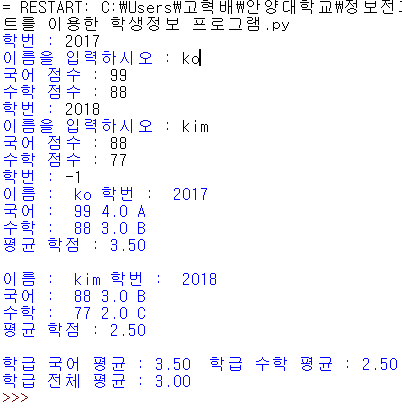 = RESTART: C:\Users\고혁배\안양대학교\정보전
트를 이용한 학생정보 프로그램.py
학번 : 2017
이름을 입력하시오 : ko
국어 점수 : 99
수학 점수 : 88
학번 : 2018
이름을 입력하시오 : kim
국어 점수 : 88
수학 점수 : 77
학번 : -1
이름 :  ko 학번 :  2017
국어 :  99 4.0 A
수학 :  88 3.0 B
평균 학점 : 3.50
이름 :  kim 학번 :  2018
국어 :  88 3.0 B
수학 :  77 2.0 C
평균 학점 : 2.50
학급 국어 평균 : 3.50  학급 수학 평균 : 2.50
학급 전체 평균 : 3.00
>>>